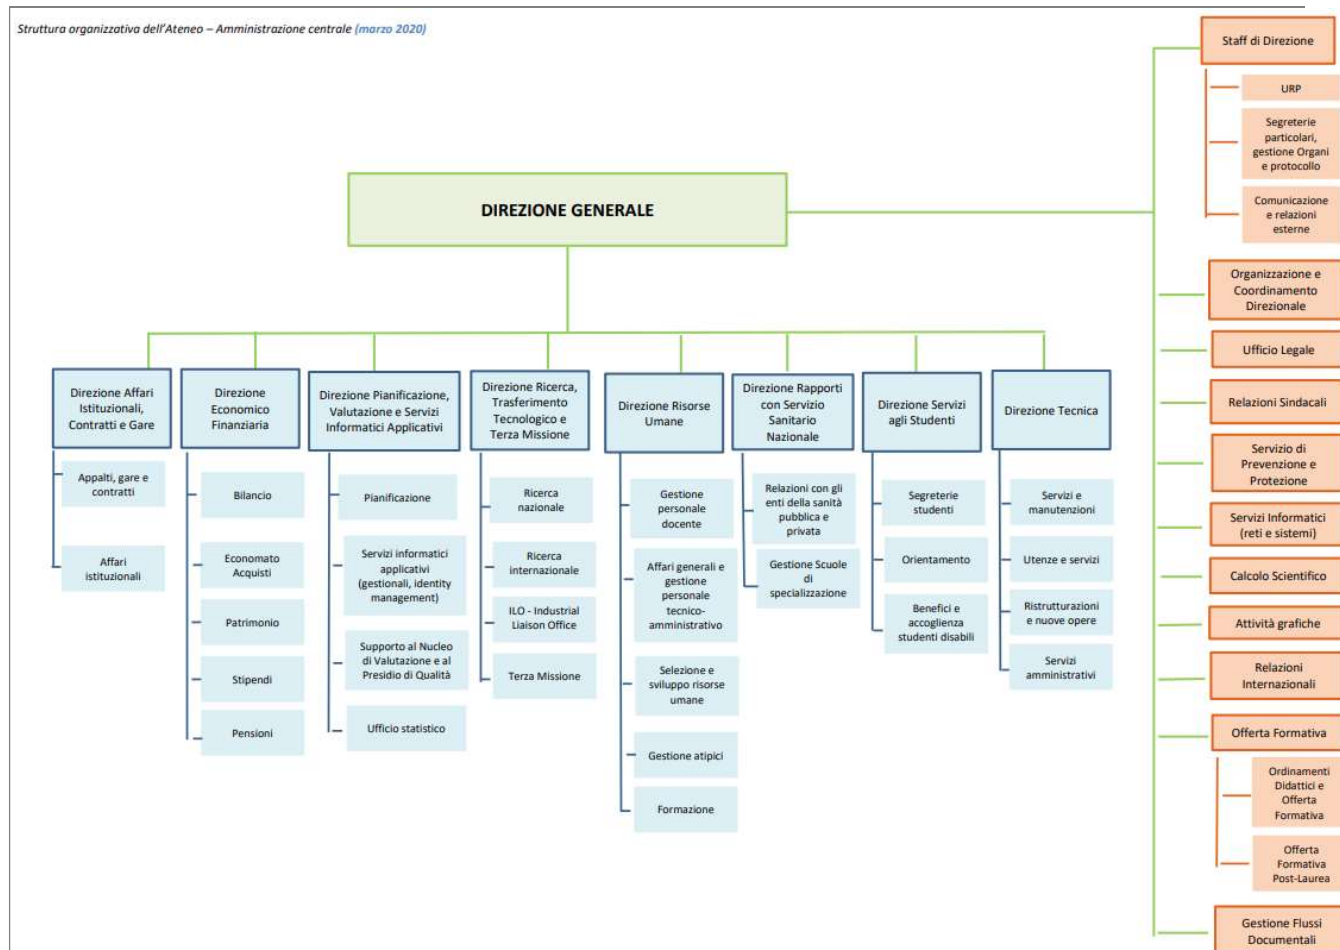 Struttura organizzativa dell'Ateneo – Amministrazione centrale (marzo 2020)
DIREZIONE GENERALE
Direzione Affari
Istituzionali,
Contratti e Gare
Appalti, gare e
contratti
Affari
istituzionali
Direzione
Economico
Finanziaria
Bilancio
Economato
Acquisti
Patrimonio
Stipendi
Pensioni
Direzione Pianificazione,
Valutazione e Servizi
Informatici Applicativi
Pianificazione
Servizi informatici
applicativi
(gestionali, identity
management)
Supporto al Nucleo
di Valutazione e al
Presidio di Qualità
Ufficio statistico
Direzione Ricerca,
Trasferimento
Tecnologico e
Terza Missione
Ricerca
nazionale
Ricerca
internazionale
ILO - Industrial
Liaison Office
Terza Missione
Direzione Risorse
Umane
Gestione
personale
docente
Affari generali e
gestione
personale
tecnico-
amministrativo
Selezione e
sviluppo risorse
umane
Gestione atipici
Formazione
Direzione Rapporti
con Servizio
Sanitario
Nazionale
Relazioni con gli
enti della sanità
pubblica e
privata
Gestione Scuole
di
specializzazione
Direzione Servizi
agli Studenti
Segreterie
studenti
Orientamento
Benefici e
accoglienza
studenti disabili
Direzione Tecnica
Servizi e
manutenzioni
Utenze e servizi
Ristrutturazioni
e nuove opere
Servizi
amministrativi
Staff di Direzione
URP
Segreterie
particolari,
gestione Organi
e protocollo
Comunicazione
e relazioni
esterne
Organizzazione e
Coordinamento
Direzionale
Ufficio Legale
Relazioni Sindacali
Servizio di
Prevenzione e
Protezione
Servizi Informatici
(reti e sistemi)
Calcolo Scientifico
Attività grafiche
Relazioni
Internazionali
Offerta Formativa
Ordinamenti
Didattici e
Offerta
Formativa
Offerta
Formativa
Post-Laurea
Gestione Flussi
Documentali